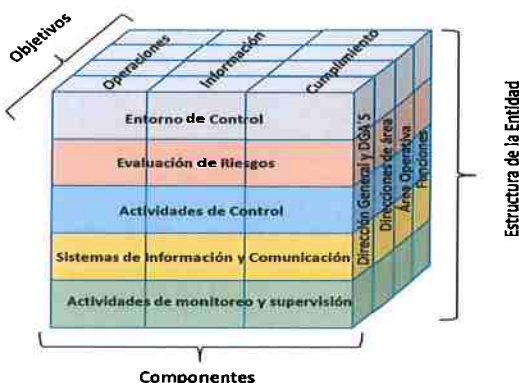 Objetivos
Operaciones
Información
Cumplimiento
Entorno de Control
Evaluación de Riesgos
Actividades de Control
Sistemas de Información y Comunicación
Actividades de monitoreo y supervisión
Dirección General y DGA'S
Direcciones de área
Área Operativa
Funciones
Estructura de la Entidad
Componentes